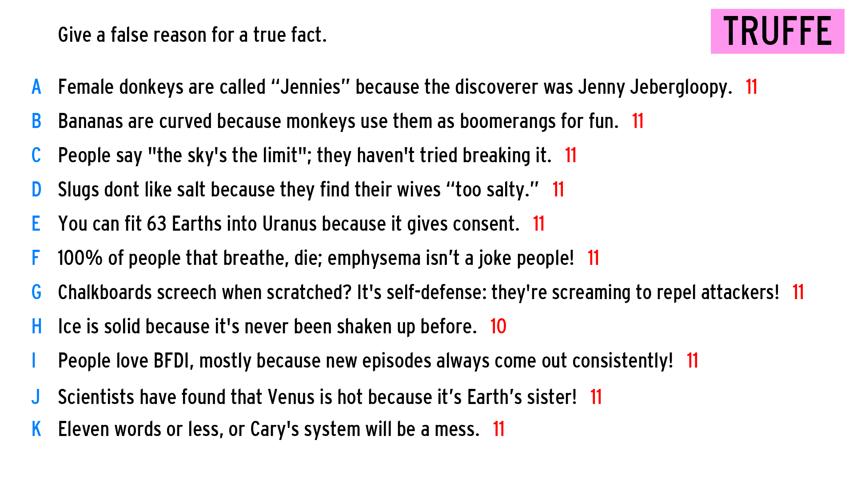 Give a false reason for a true fact.
TRUFFE
A Female donkeys are called “Jennies” because the discoverer was Jenny Jebergloopy. 11
B Bananas are curved because monkeys use them as boomerangs for fun. 11
C People say "the sky's the limit"; they haven't tried breaking it. 11
D Slugs dont like salt because they find their wives “too salty.” 11
E You can fit 63 Earths into Uranus because it gives consent. 11
F 100% of people that breathe, die; emphysema isn’t a joke people! 11
G Chalkboards screech when scratched? It's self-defense: they're screaming to repel attackers! 11
H Ice is solid because it's never been shaken up before. 10
I People love BFDI, mostly because new episodes always come out consistently! 11
J Scientists have found that Venus is hot because it’s Earth’s sister! 11
K Eleven words or less, or Cary's system will be a mess. 11